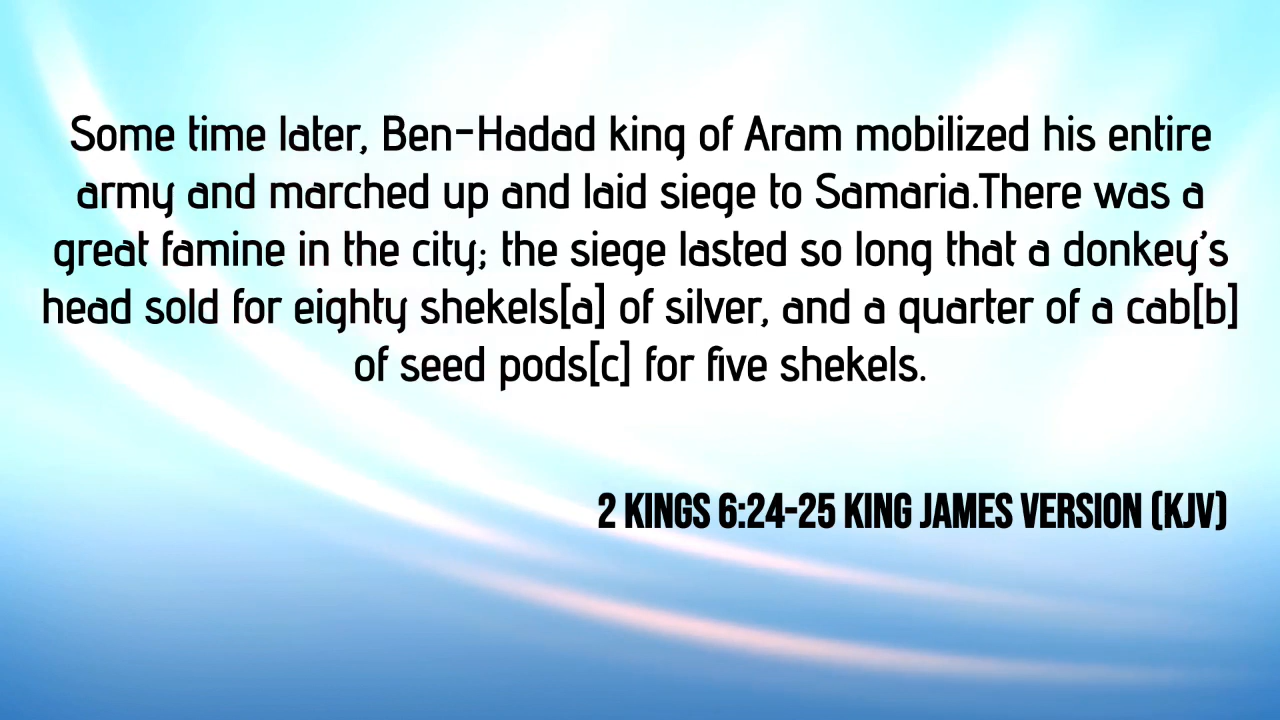 Some time later, Ben-Hadad king of Aram mobilized his entire
army and marched up and laid siege to Samaria.There was a
great famine in the city; the siege lasted so long that a donkey’s
head sold for eighty shekels[a] of silver, and a quarter of a cab[b]
of seed pods[c] for five shekels.
2 KINGS 6:24-25 KING JAMES VERSION (KJV)